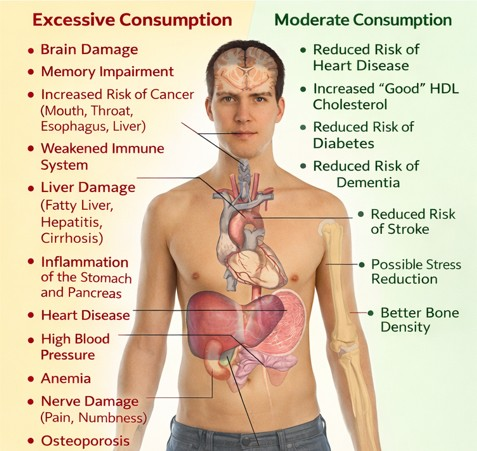 Excessive Consumption
• Brain Damage
• Memory Impairment
• Increased Risk of Cancer
(Mouth, Throat,
Esophagus, Liver)
• Weakened Immune
System
• Liver Damage
(Fatty Liver,
Hepatitis,
Cirrhosis)
• Inflammation
of the Stomach
and Pancreas
• Heart Disease
• High Blood
Pressure
• Anemia
• Nerve Damage
(Pain, Numbness)
• Osteoporosis
Moderate Consumption
• Reduced Risk of
Heart Disease
• Increased “Good” HDL
Cholesterol
• Reduced Risk of
Diabetes
• Reduced Risk of
Dementia
• Reduced Risk
of Stroke
• Possible Stress
Reduction
• Better Bone
Density